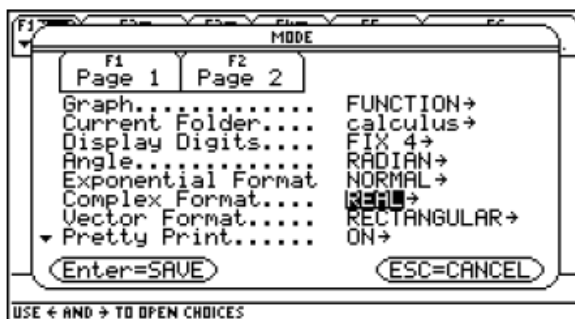 MODE
F1 F2
Page 1 Page 2
Graph............. FUNCTION→
Current Folder.... calculus→
Display Digits.... FIX 4→
Angle............. RADIAN→
Exponential Format NORMAL→
Complex Format.... REAL→
Vector Format..... RECTANGULAR→
▾ Pretty Print...... ON→
Enter=SAVE ESC=CANCEL
USE ← AND → TO OPEN CHOICES